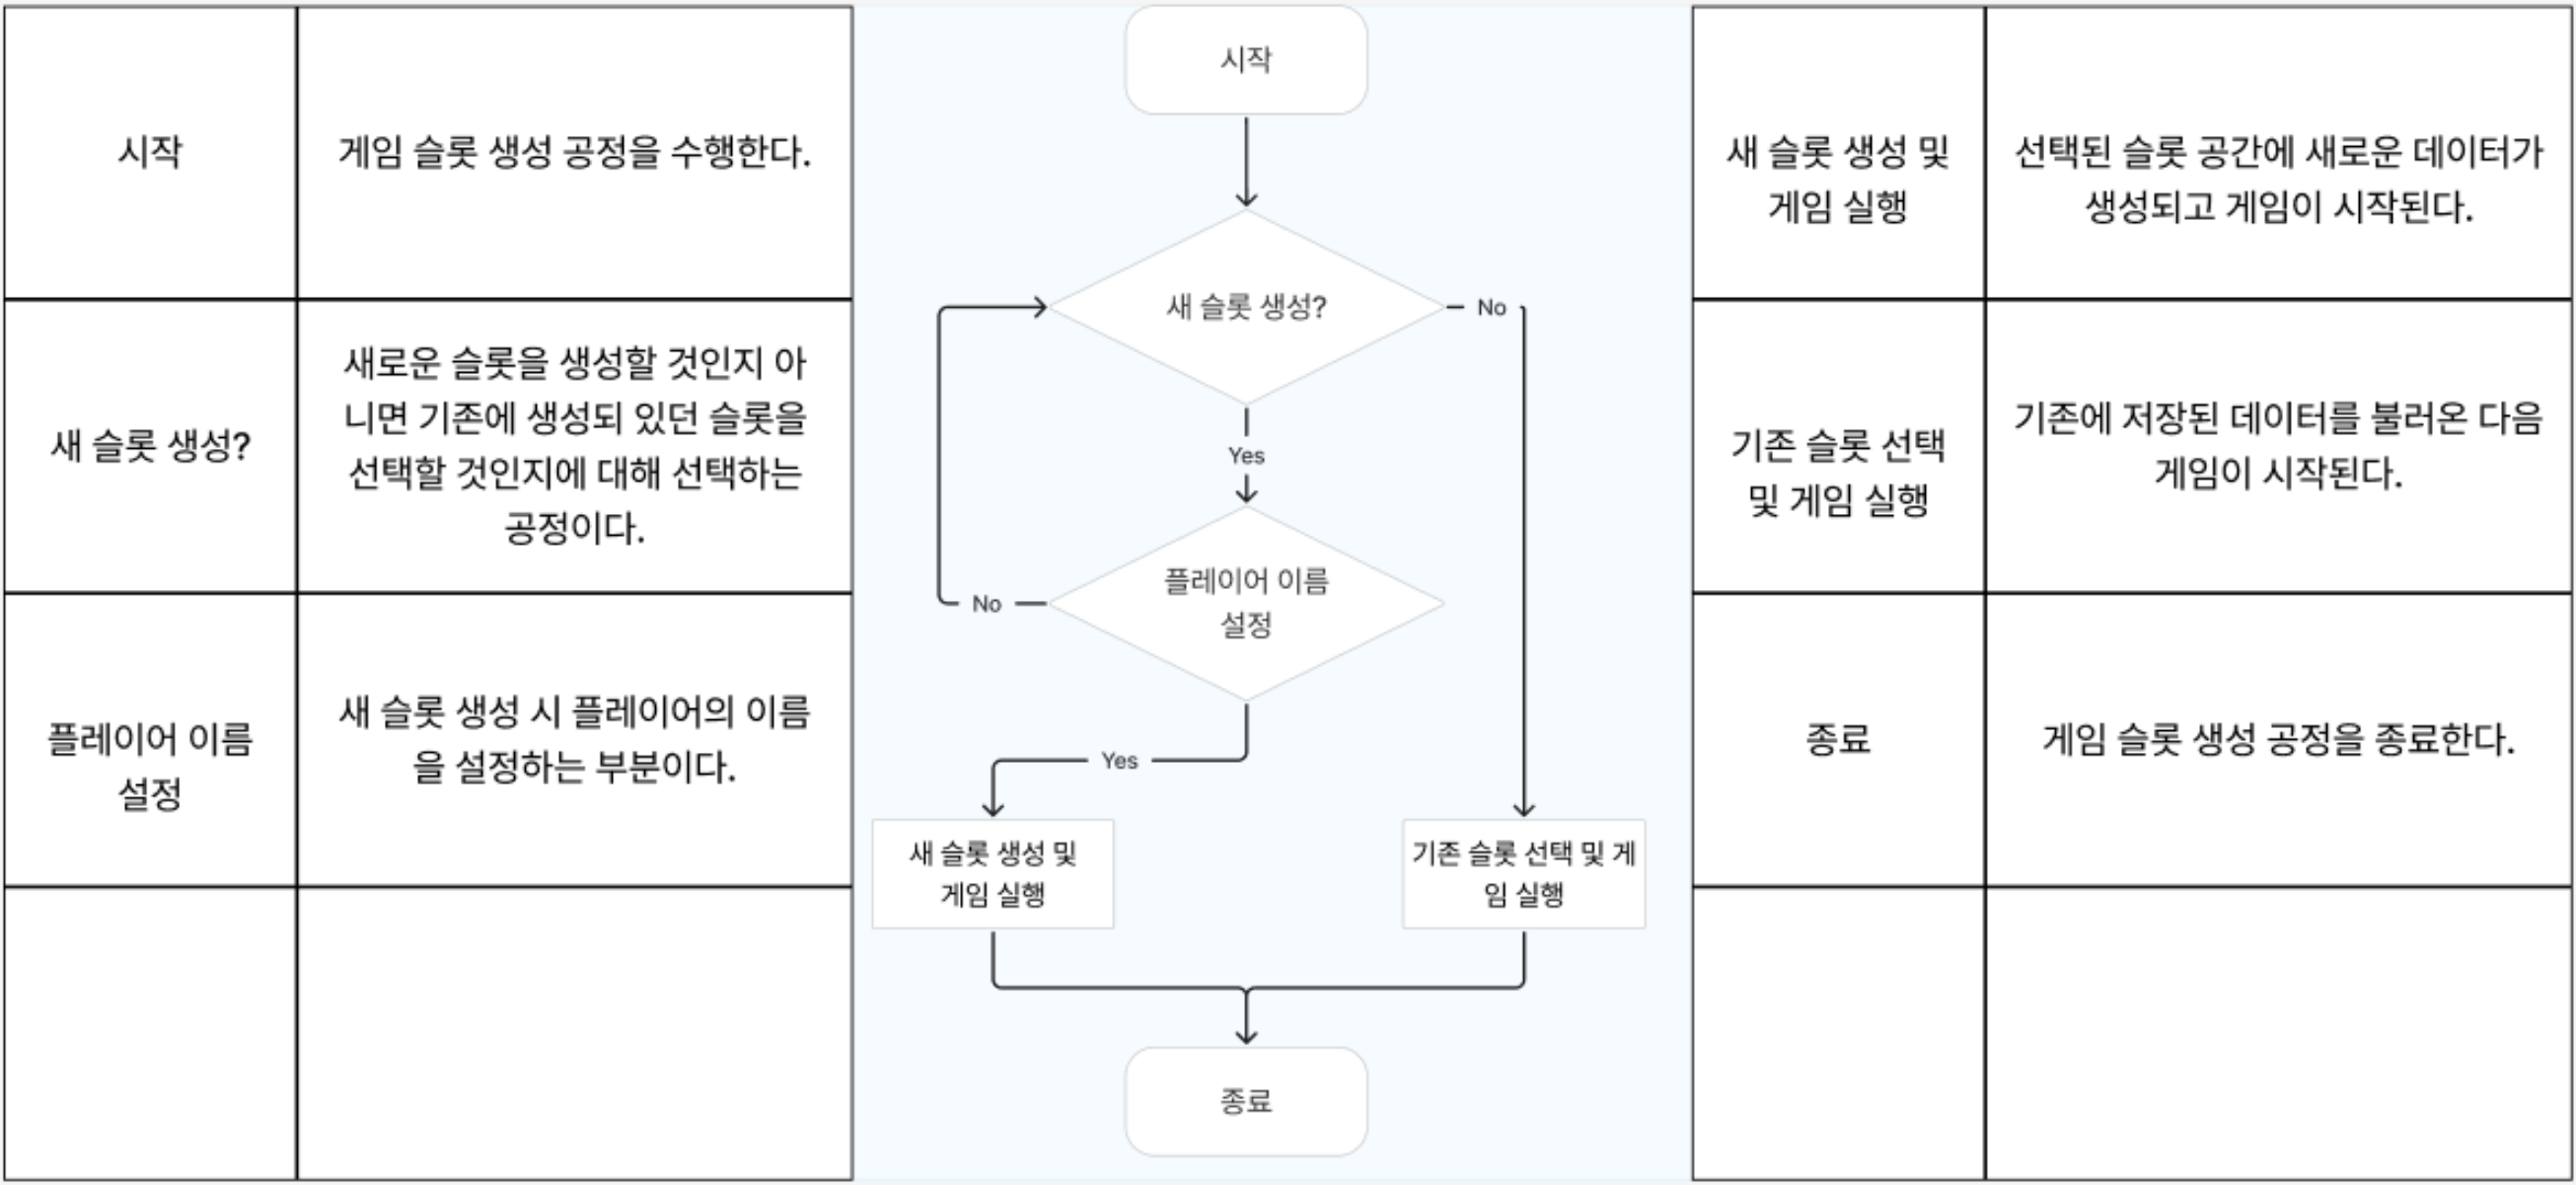 시작
게임 슬롯 생성 공정을 수행한다.
새 슬롯 생성?
새로운 슬롯을 생성할 것인지 아
니면 기존에 생성되 있던 슬롯을
선택할 것인지에 대해 선택하는
공정이다.
플레이어 이름
설정
새 슬롯 생성 시 플레이어의 이름
을 설정하는 부분이다.
시작
새 슬롯 생성?
No
Yes
플레이어 이름
설정
No
Yes
새 슬롯 생성 및
게임 실행
기존 슬롯 선택 및 게
임 실행
종료
새 슬롯 생성 및
게임 실행
선택된 슬롯 공간에 새로운 데이터가
생성되고 게임이 시작된다.
기존 슬롯 선택
및 게임 실행
기존에 저장된 데이터를 불러온 다음
게임이 시작된다.
종료
게임 슬롯 생성 공정을 종료한다.